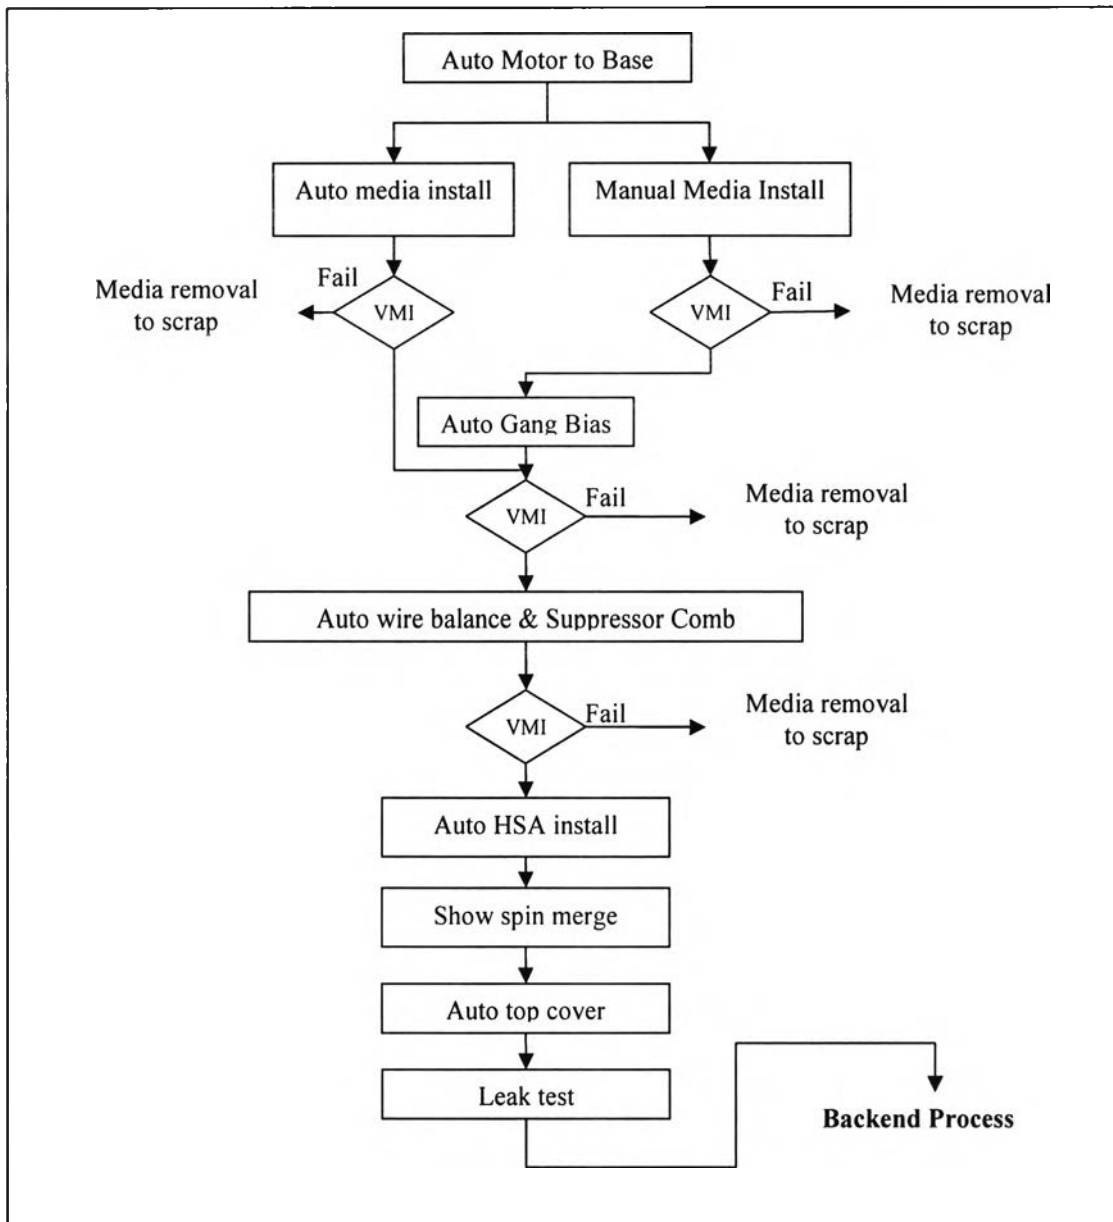 Auto Motor to Base
Auto media install
Manual Media Install
Fail
Media removal
to scrap
VMI
VMI
Fail
Media removal
to scrap
Auto Gang Bias
VMI
Fail
Media removal
to scrap
Auto wire balance & Suppressor Comb
VMI
Fail
Media removal
to scrap
Auto HSA install
Show spin merge
Auto top cover
Leak test
Backend Process